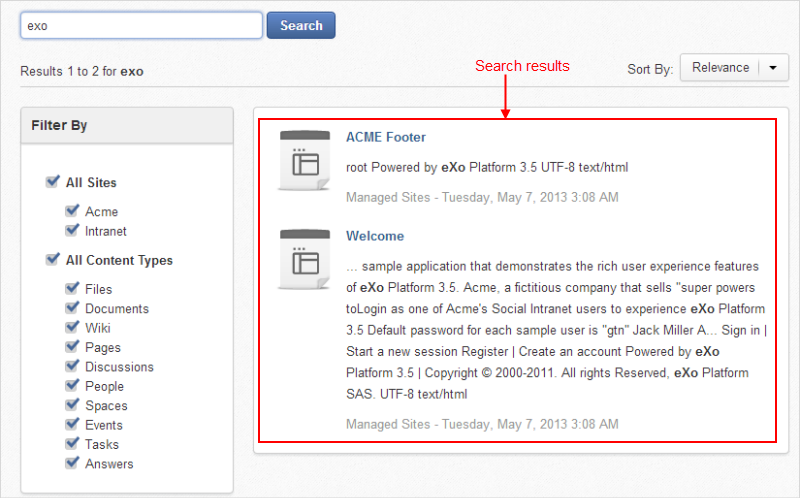 exo
Search
Search results
Results 1 to 2 for exo
Sort By:
Relevance
Filter By
All Sites
Acme
Intranet
All Content Types
Files
Documents
Wiki
Pages
Discussions
People
Spaces
Events
Tasks
Answers
ACME Footer
root Powered by eXo Platform 3.5 UTF-8 text/html
Managed Sites - Tuesday, May 7, 2013 3:08 AM
Welcome
... sample application that demonstrates the rich user experience features
of eXo Platform 3.5. Acme, a fictitious company that sells "super powers
toLogin as one of Acme's Social Intranet users to experience eXo Platform
3.5 Default password for each sample user is "gtn" Jack Miller A... Sign in |
Start a new session Register | Create an account Powered by eXo
Platform 3.5 | Copyright © 2000-2011. All rights Reserved, eXo Platform
SAS. UTF-8 text/html
Managed Sites - Tuesday, May 7, 2013 3:08 AM